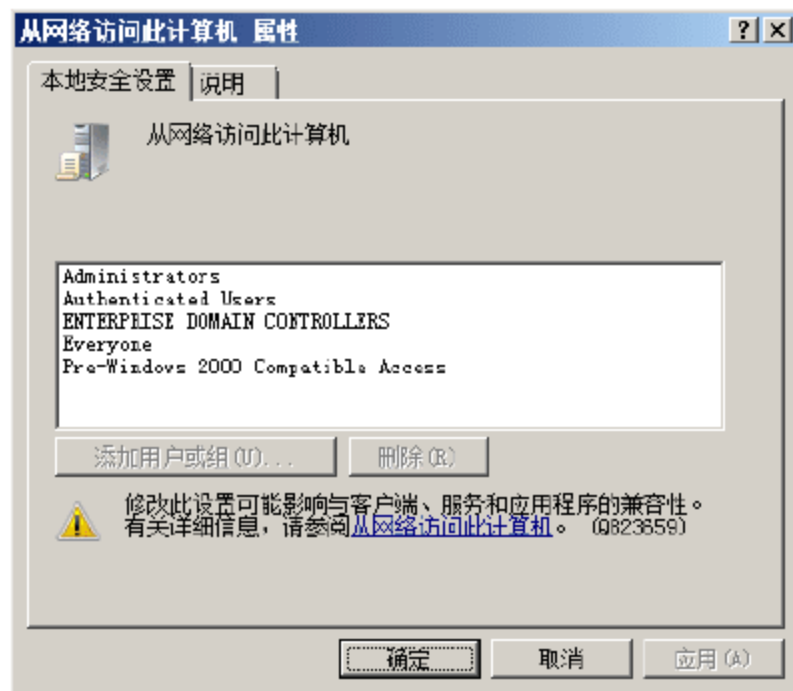 从网络访问此计算机 属性
本地安全设置
说明
从网络访问此计算机
Administrators
Authenticated Users
ENTERPRISE DOMAIN CONTROLLERS
Everyone
Pre-Windows 2000 Compatible Access
添加用户或组(U)...
删除(R)
修改此设置可能影响与客户端、服务和应用程序的兼容性。
有关详细信息，请参阅从网络访问此计算机。 (Q823659)
确定
取消
应用(A)